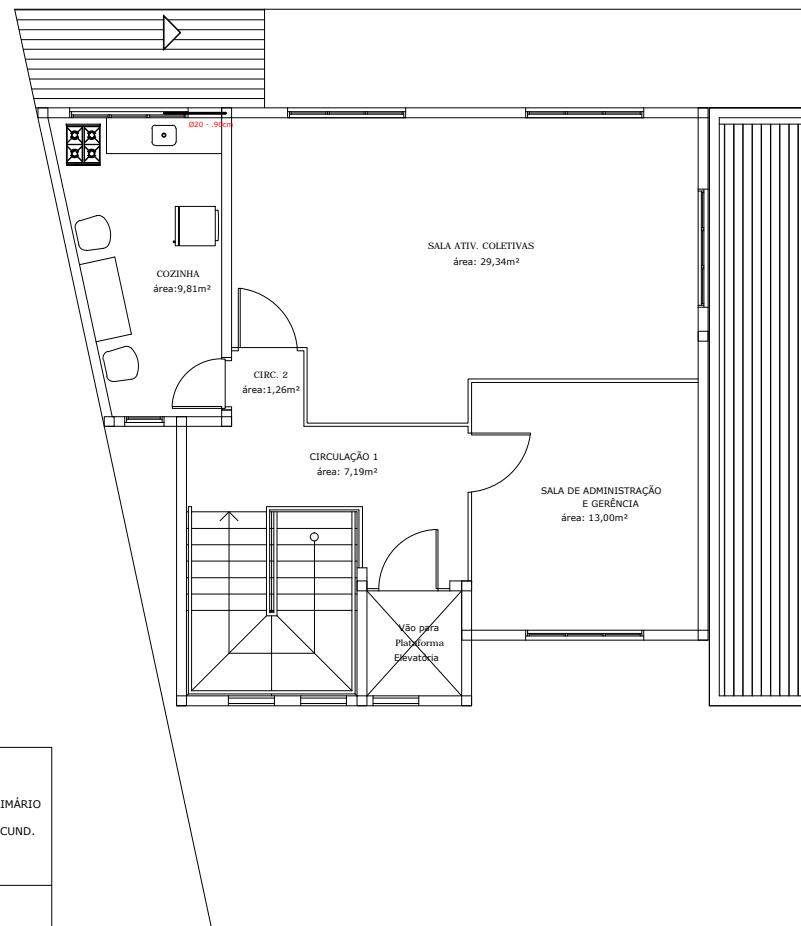 Ø20 - .90cm
SALA ATIV. COLETIVAS
área: 29,34m²
COZINHA
área:9,81m²
CIRC. 2
área:1,26m²
CIRCULAÇÃO 1
área: 7,19m²
SALA DE ADMINISTRAÇÃO
E GERÊNCIA
área: 13,00m²
Vão para
Plataforma
Elevatória
IMÁRIO
CUND.